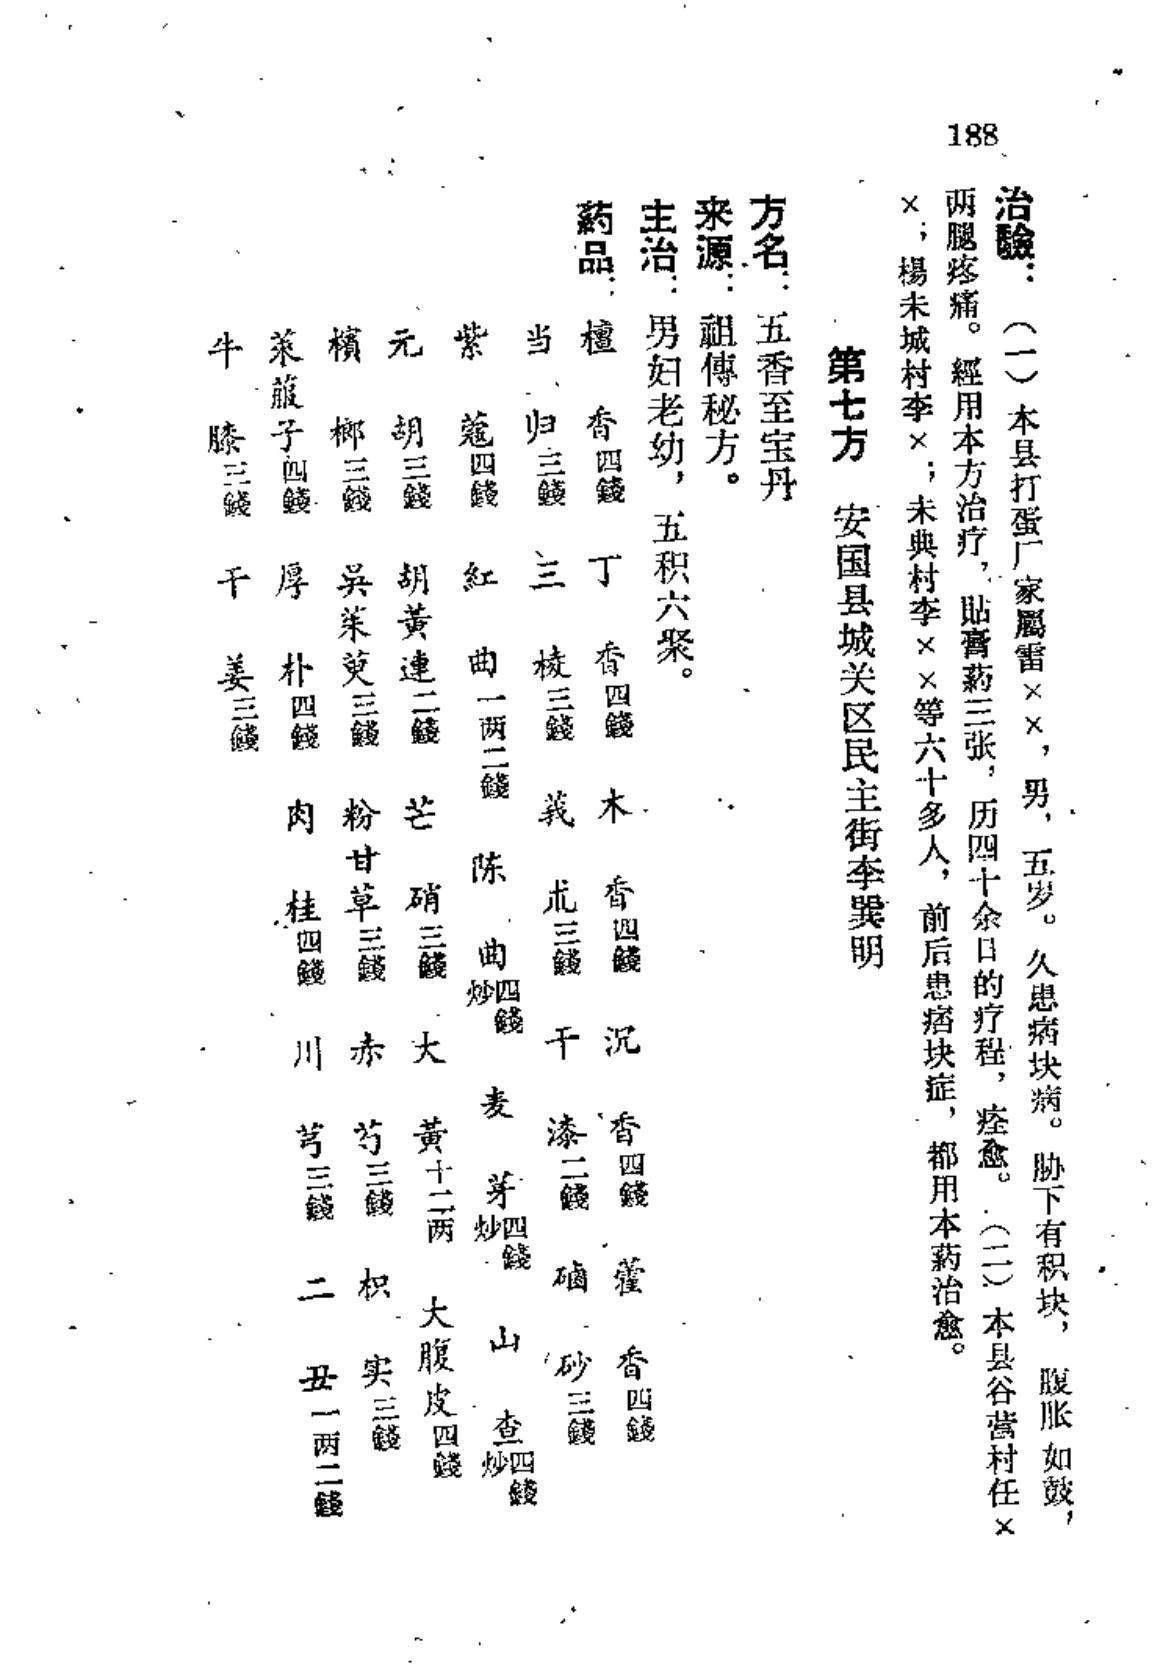 188
治驗：（一）本县打蛋厂家屬雷××，男，五岁。久患痞块病。胁下有积块，腹胀如鼓，
两腿疼痛。經用本方治疗，貼膏葯三张，历四十余日的疗程，痊愈。（二）本县谷营村任×
×；楊未城村李×；未典村李××等六十多人，前后患痞块症，都用本葯治愈。
第七方　安国县城关区民主街李巽明
方名：五香至宝丹
来源：祖傳秘方。
主治：男妇老幼，五积六聚。
葯品：檀香四錢　丁香四錢　木香四錢　沉香四錢　藿香四錢
当归三錢　三棱三錢　莪朮三錢　干漆二錢　硇砂三錢
紫蔻四錢　紅曲一两二錢　陈曲四錢炒　麦芽四錢炒　山查四錢炒
元胡三錢　胡黃連二錢　芒硝三錢　大黃十二两　大腹皮四錢
檳榔三錢　吳茱萸三錢　粉甘草三錢　赤芍三錢　枳实三錢
萊菔子四錢　厚朴四錢　肉桂四錢　川芎三錢　二丑一两二錢
牛膝三錢　干姜三錢